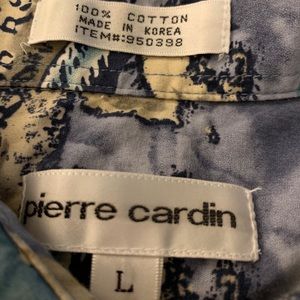 100% COTTON
MADE IN KOREA
ITEM#:950398
pierre cardin
L